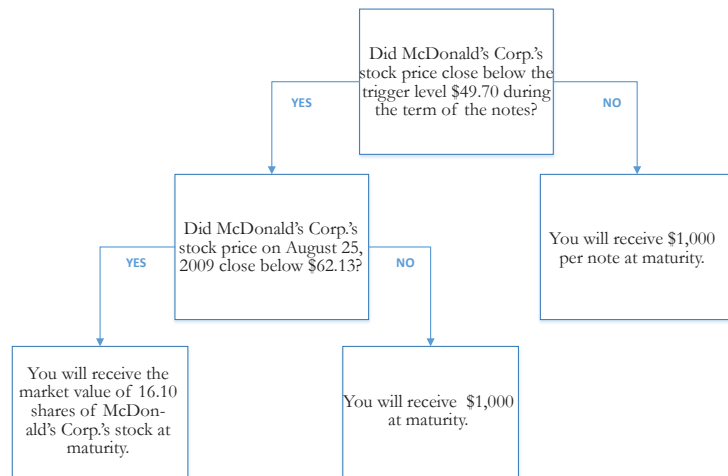 Did McDonald's Corp.'s
stock price close below the
trigger level $49.70 during
the term of the notes?
YES
NO
Did McDonald's Corp.'s
stock price on August 25,
2009 close below $62.13?
You will receive $1,000
per note at maturity.
YES
NO
You will receive the
market value of 16.10
shares of McDon-
ald's Corp.'s stock at
maturity.
You will receive $1,000
at maturity.